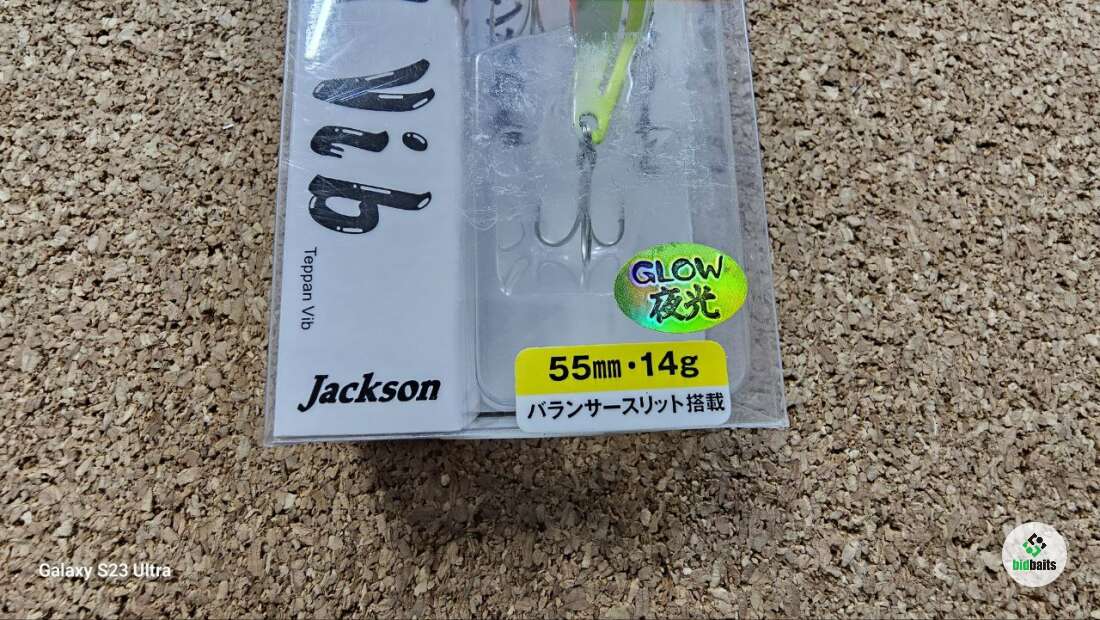 Vib
Teppan Vib
Jackson
GLOW
夜光
55mm・14g
バランサースリット搭載
Galaxy S23 Ultra
bidbaits